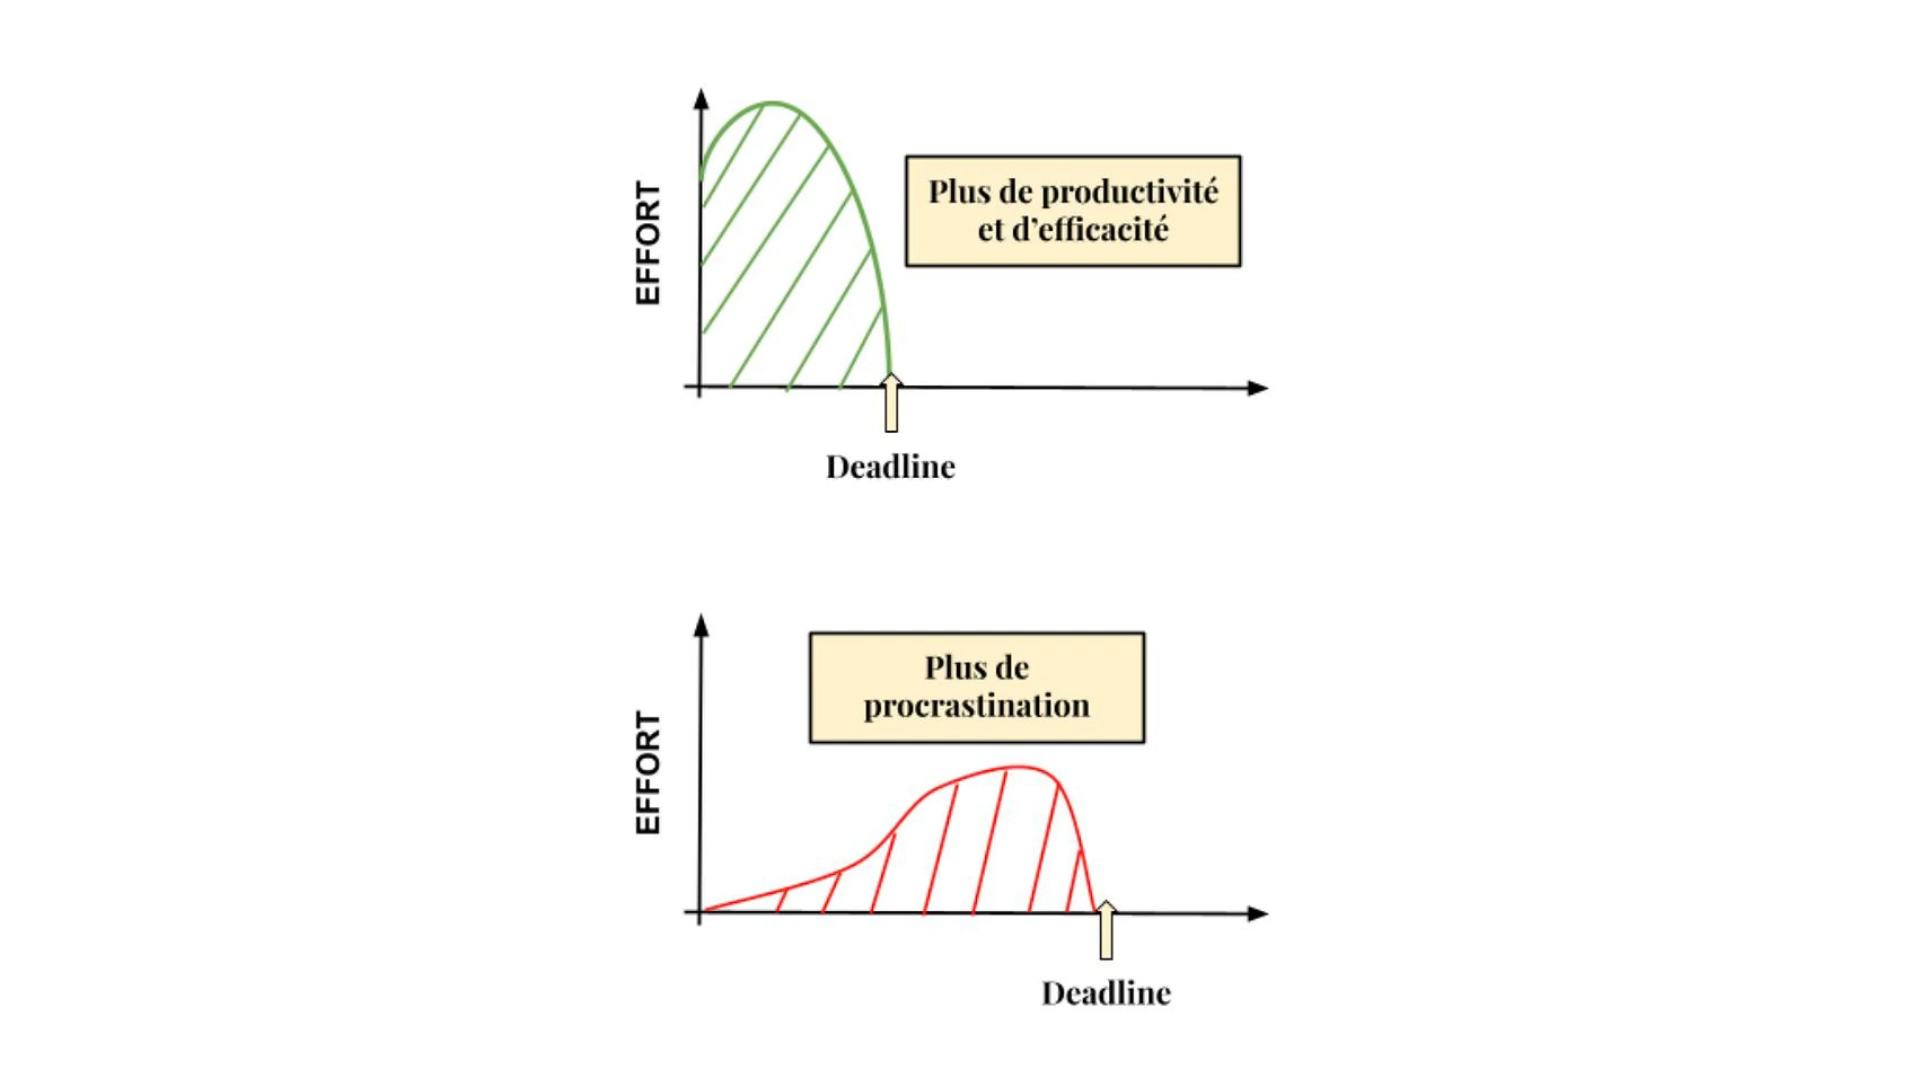 EFFORT
Plus de productivité
et d’efficacité
Deadline
EFFORT
Plus de
procrastination
Deadline